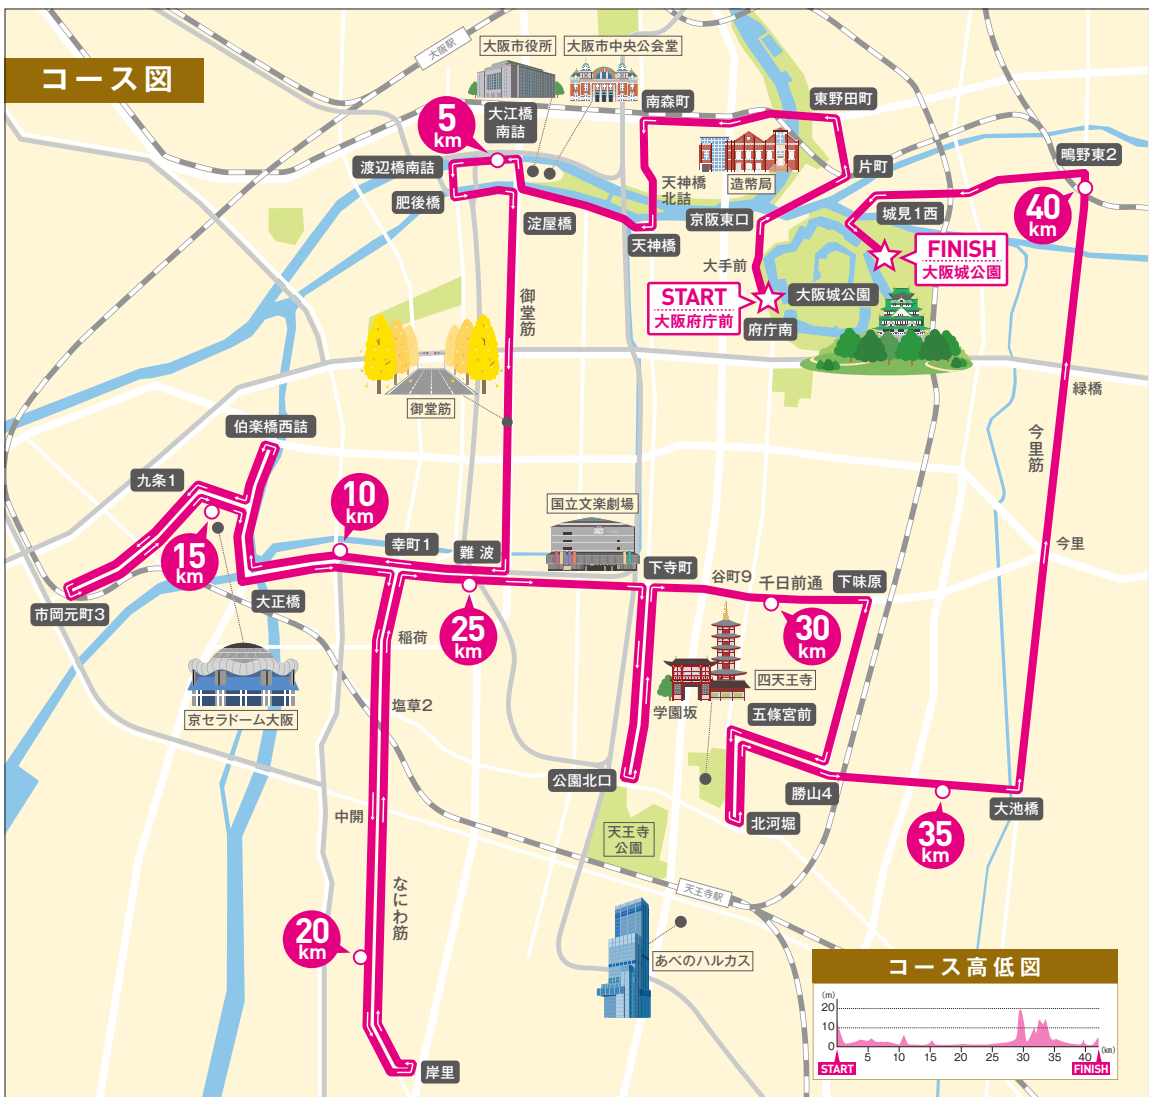 コース図
大阪駅
大阪市役所
大阪市中央公会堂
5
km
大江橋
南詰
南森町
東野田町
渡辺橋南詰
肥後橋
淀屋橋
天神橋
北詰
天神橋
造幣局
片町
鴫野東2
京阪東口
城見1西
40
km
大手前
FINISH
大阪城公園
START
大阪府庁前
大阪城公園
府庁南
御堂筋
御堂筋
緑橋
今里筋
伯楽橋西詰
九条1
10
km
国立文楽劇場
15
km
幸町1
難波
今里
下寺町
谷町9
千日前通
下味原
市岡元町3
大正橋
25
km
30
km
稲荷
四天王寺
京セラドーム大阪
塩草2
学園坂
五條宮前
公園北口
勝山4
大池橋
中開
天王寺
公園
北河堀
35
km
なにわ筋
天王寺駅
20
km
あべのハルカス
岸里
コース高低図
(m)
20
10
0
5
10
15
20
25
30
35
40
(km)
START
FINISH